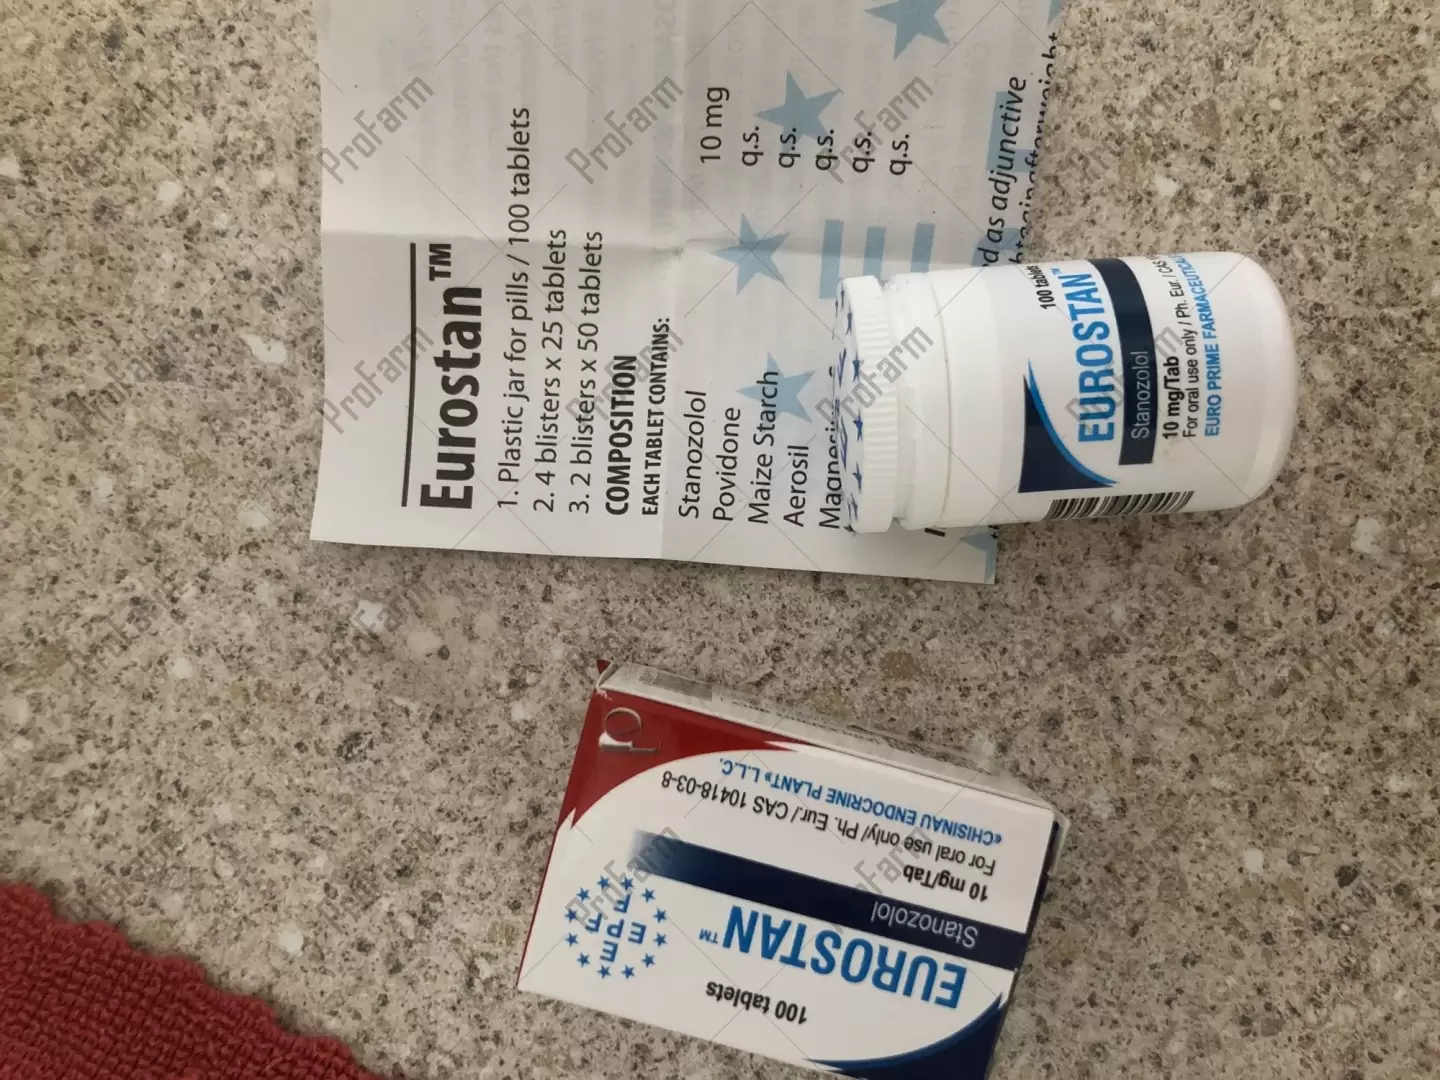 Eurostan™
1. Plastic jar for pills / 100 tablets
2. 4 blisters x 25 tablets
3. 2 blisters x 50 tablets
COMPOSITION
EACH TABLET CONTAINS:
Stanozolol 10 mg
Povidone q.s.
Maize Starch q.s.
Aerosil q.s.
q.s.
q.s.
as adjunctive
100 tablets
EUROSTAN™
Stanozolol
10 mg/Tab
For oral use only / Ph. Eur. / CAS
EURO PRIME FARMACEUTICALS
100 tablets
EUROSTAN™
Stanozolol
10 mg/Tab
For oral use only/ Ph. Eur./ CAS 10418-03-8
«CHISINAU ENDOCRINE PLANT» L.L.C.
EPF
EPF
ProFarm